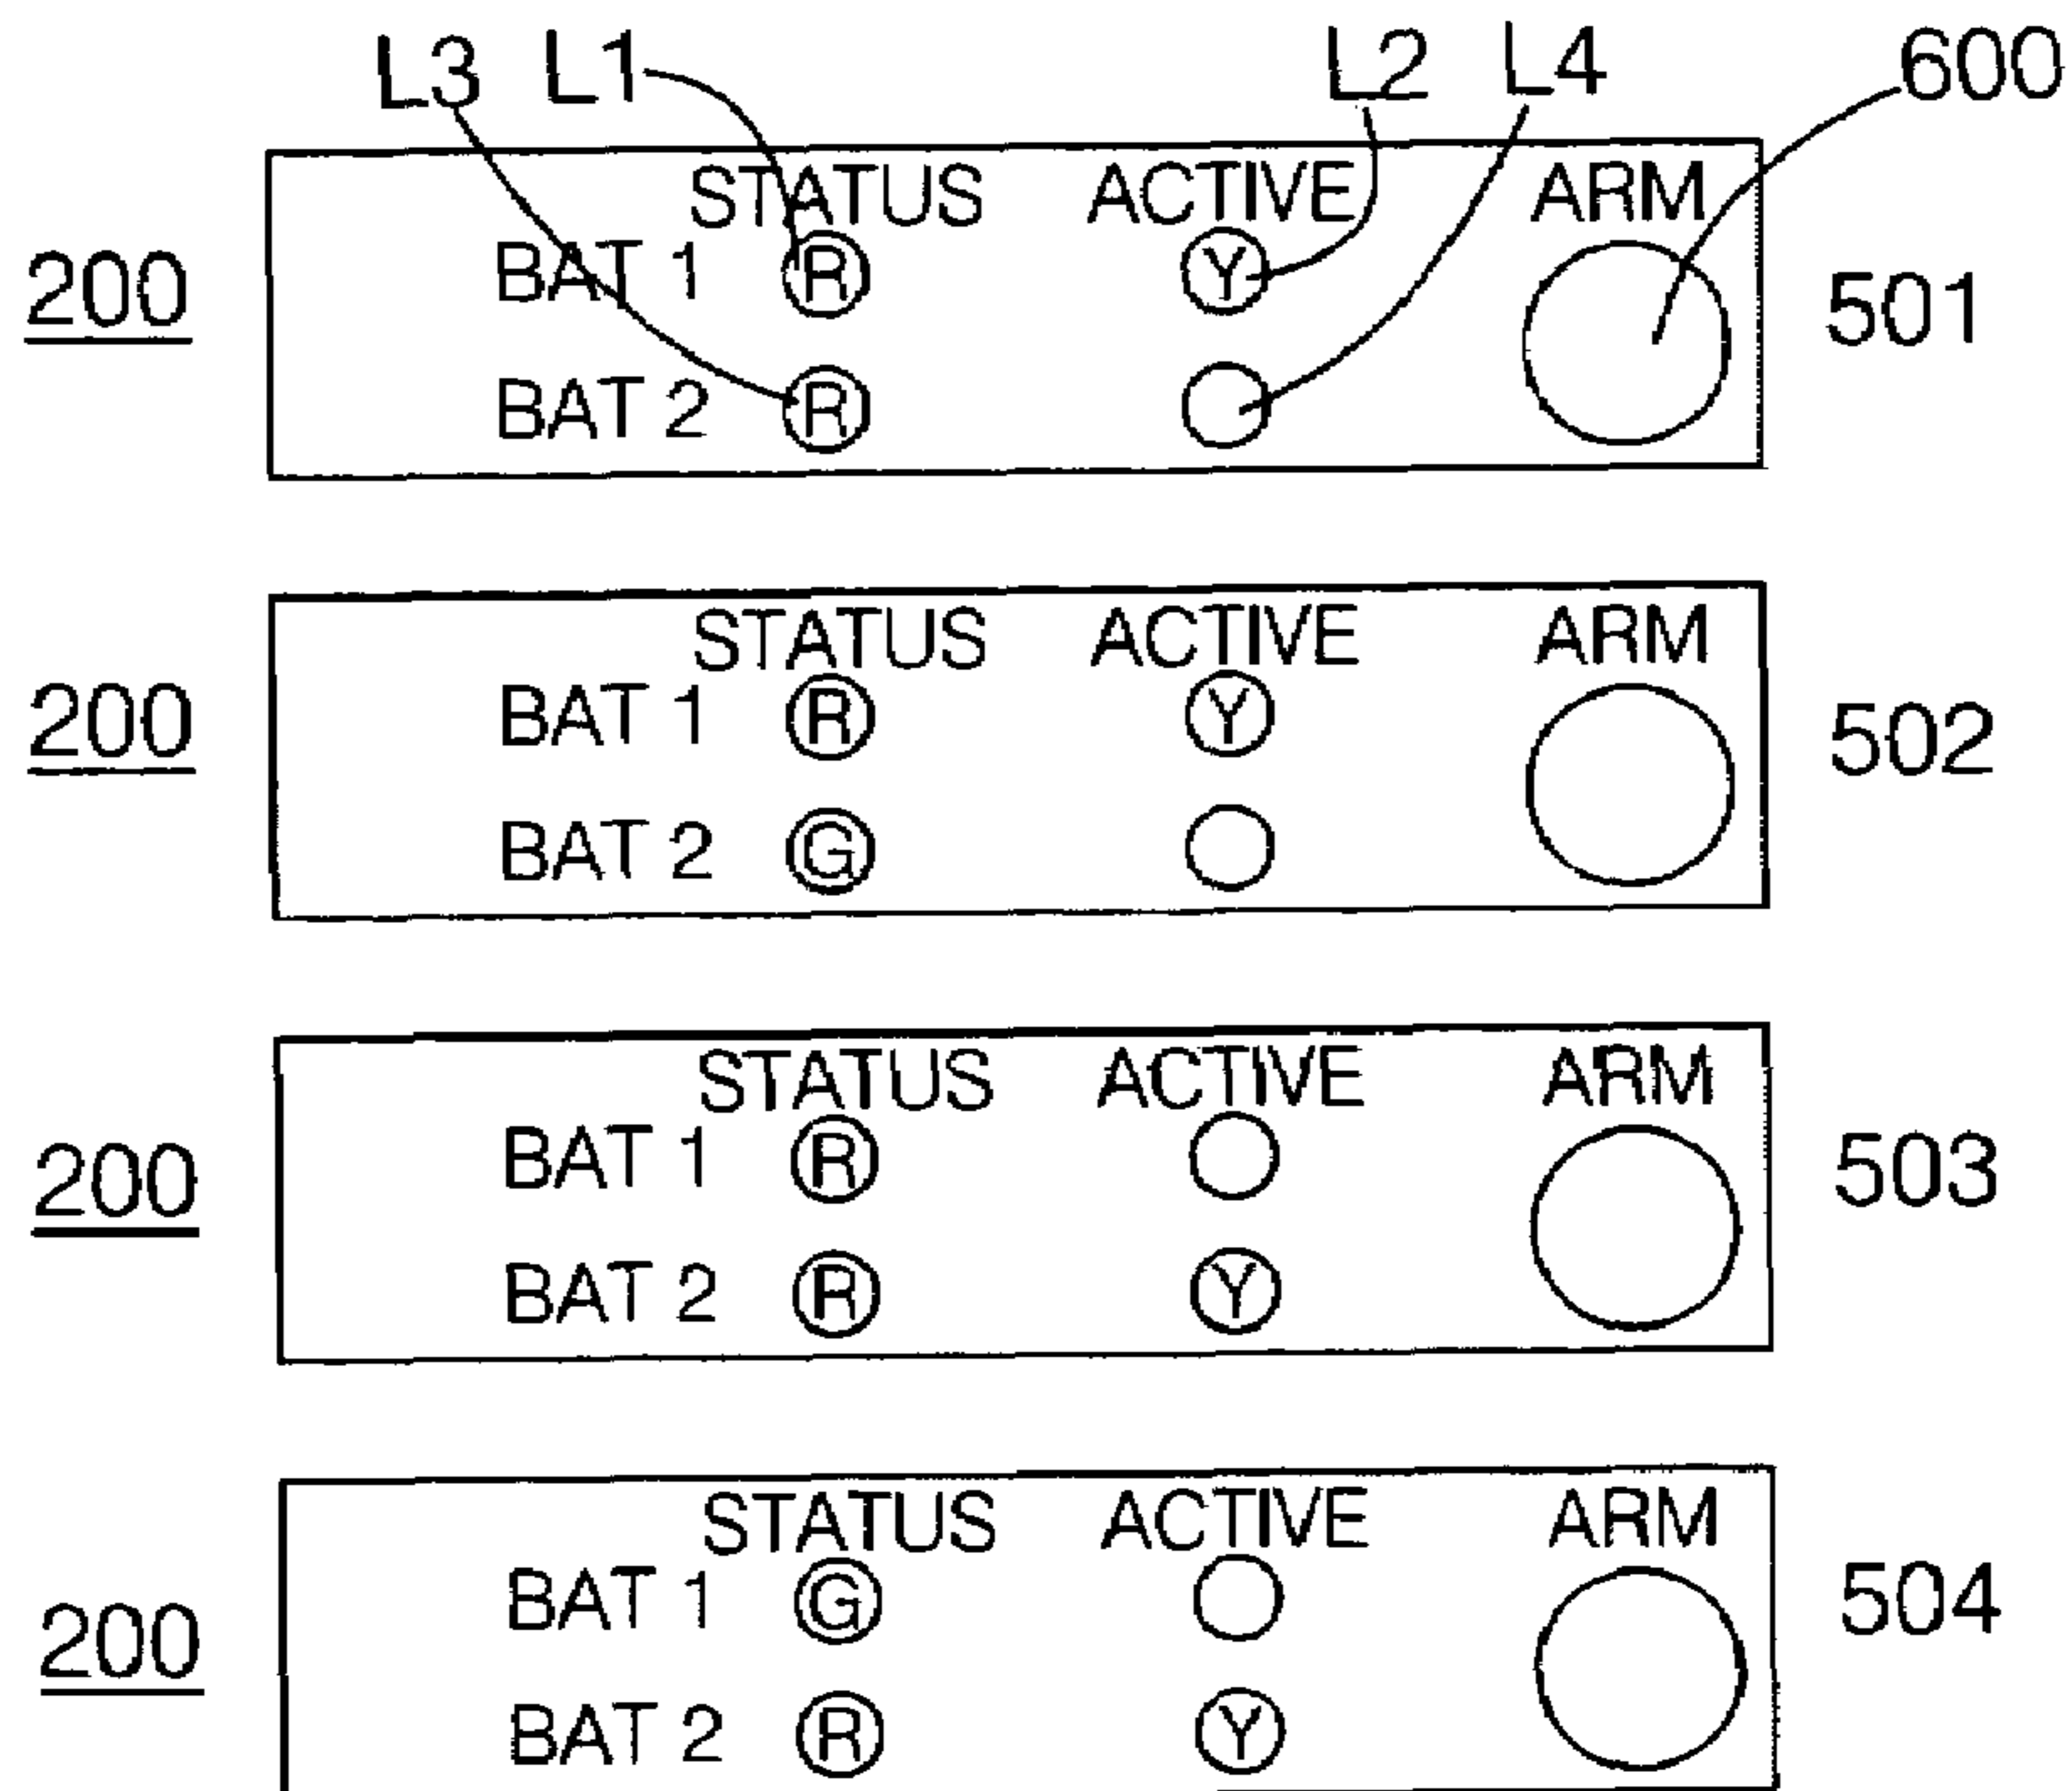 L3 L1 L2 L4 600
STATUS ACTIVE ARM
200 BAT 1 R Y 501
BAT 2 R
STATUS ACTIVE ARM
200 BAT 1 R Y 502
BAT 2 G
STATUS ACTIVE ARM
200 BAT 1 R 503
BAT 2 R Y
STATUS ACTIVE ARM
200 BAT 1 G 504
BAT 2 R Y